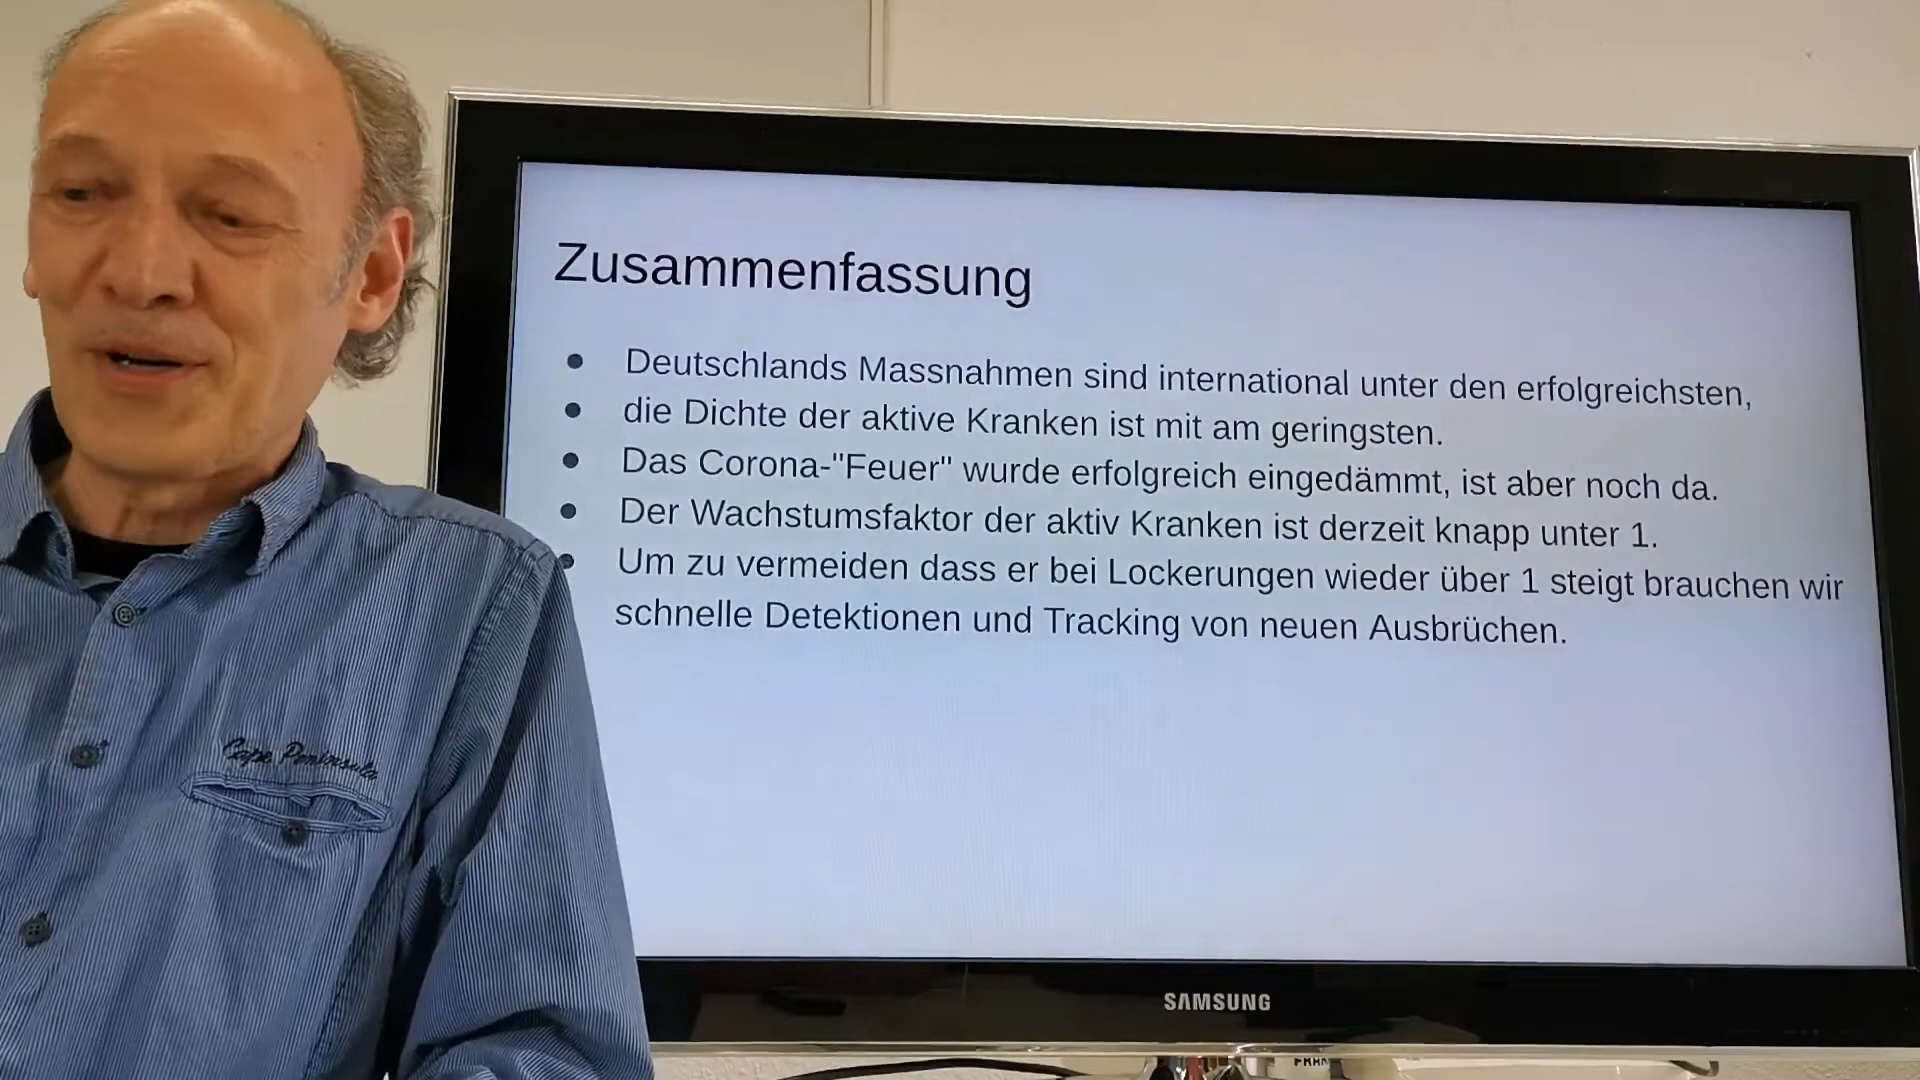 Zusammenfassung
● Deutschlands Massnahmen sind international unter den erfolgreichsten,
● die Dichte der aktive Kranken ist mit am geringsten.
● Das Corona-"Feuer" wurde erfolgreich eingedämmt, ist aber noch da.
● Der Wachstumsfaktor der aktiv Kranken ist derzeit knapp unter 1.
● Um zu vermeiden dass er bei Lockerungen wieder über 1 steigt brauchen wir
schnelle Detektionen und Tracking von neuen Ausbrüchen.
Cape Peninsula
SAMSUNG